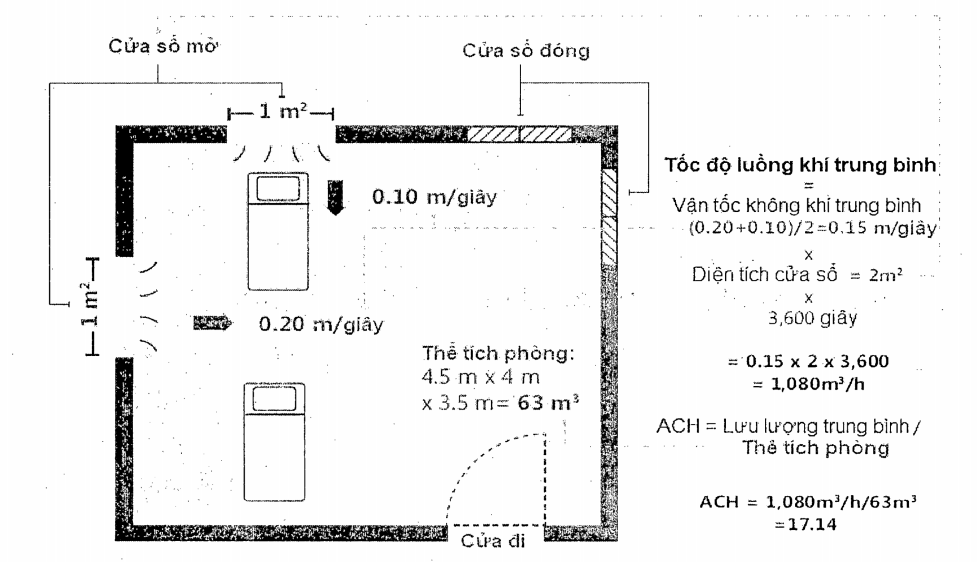 Cửa sổ mở
Cửa sổ đóng
1 m²
0.10 m/giây
1 m²
0.20 m/giây
Thể tích phòng:
4.5 m x 4 m
x 3.5 m= 63 m³
Cửa đi
Tốc độ luồng khí trung bình
=
Vận tốc không khí trung bình
(0.20+0.10)/2=0.15 m/giây
x
Diện tích cửa sổ = 2m²
x
3,600 giây
= 0.15 x 2 x 3,600
= 1,080m³/h
ACH = Lưu lượng trung bình /
Thể tích phòng
ACH = 1,080m³/h/63m³
=17.14